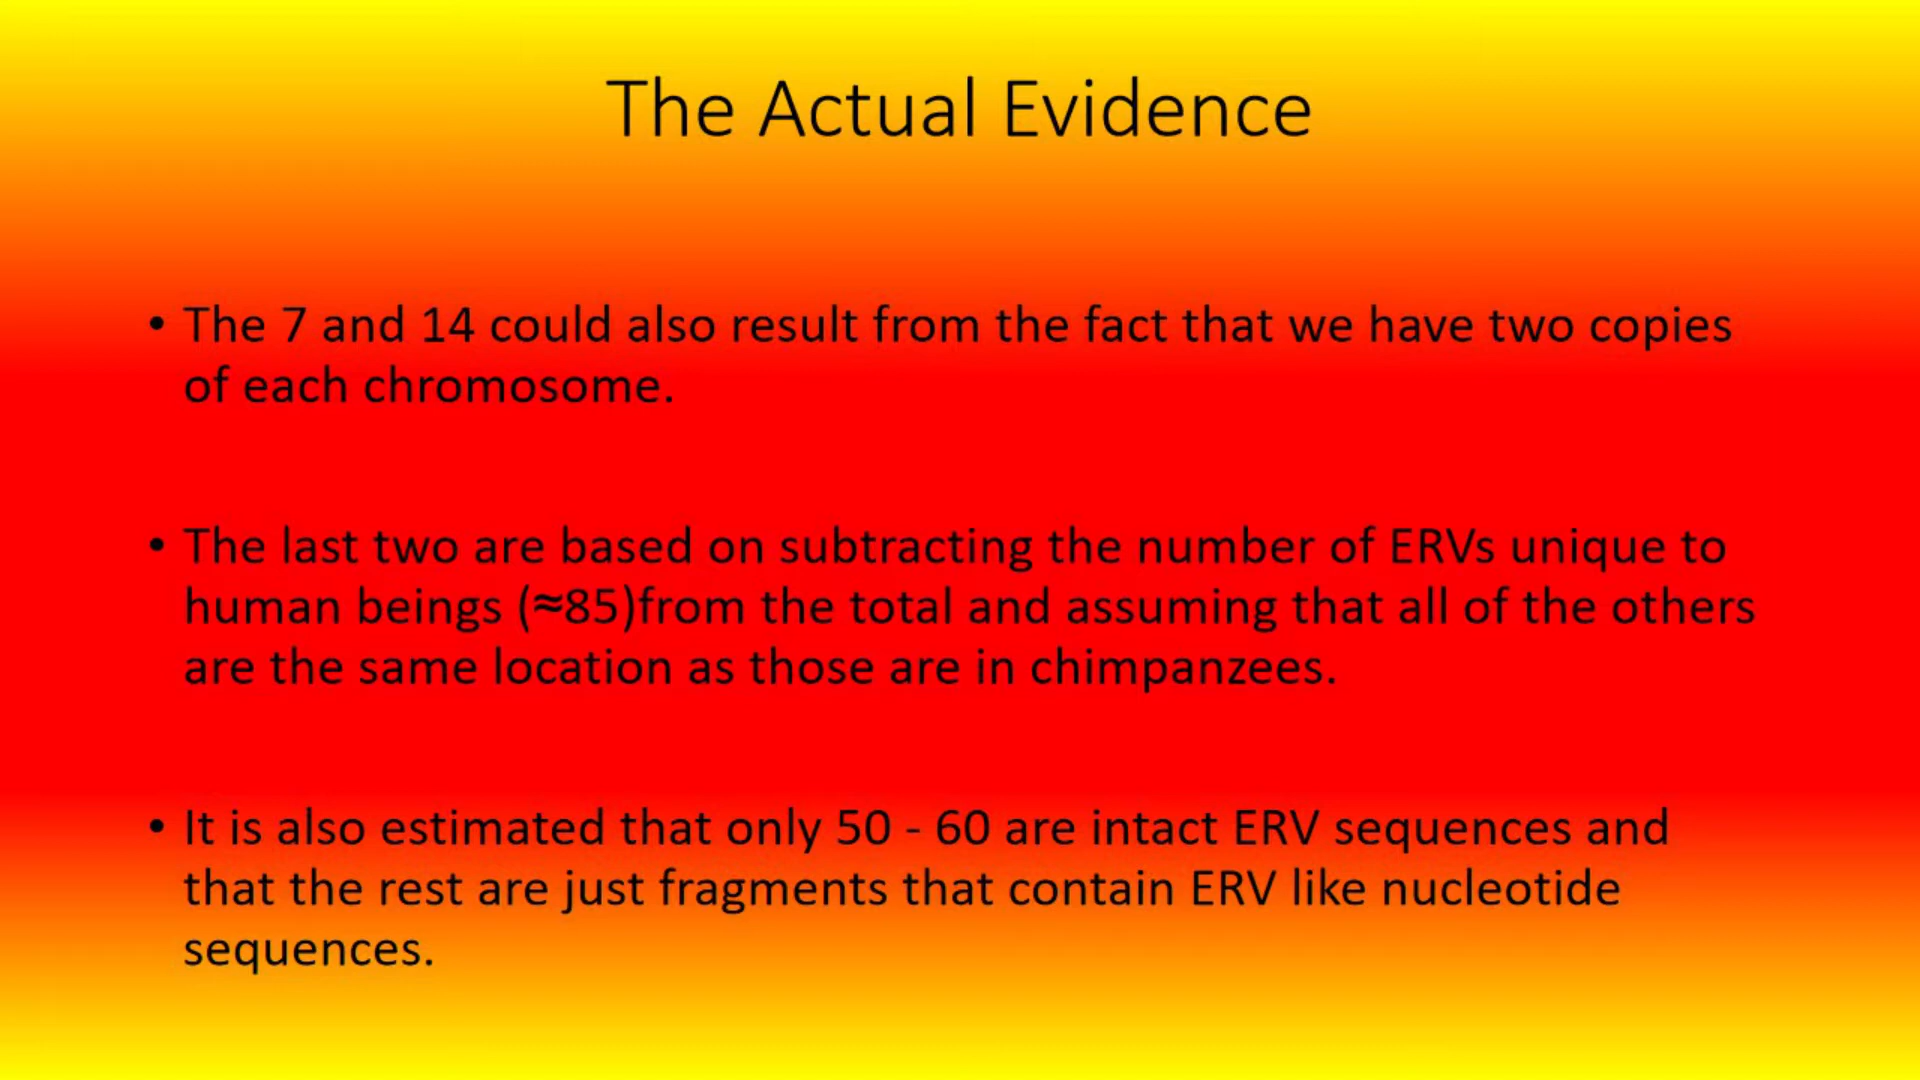 The Actual Evidence
• The 7 and 14 could also result from the fact that we have two copies
of each chromosome.
• The last two are based on subtracting the number of ERVs unique to
human beings (≈85)from the total and assuming that all of the others
are the same location as those are in chimpanzees.
• It is also estimated that only 50 - 60 are intact ERV sequences and
that the rest are just fragments that contain ERV like nucleotide
sequences.